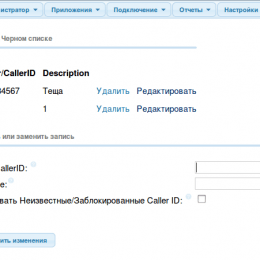 истратор Приложения Подключение Отчеты Настройки
Черном списке
r/CallerID Description
34567 Теща Удалить Редактировать
1 Удалить Редактировать
или заменить запись
CallerID:
е:
вать Неизвестные/Заблокированные Caller ID:
ить изменения